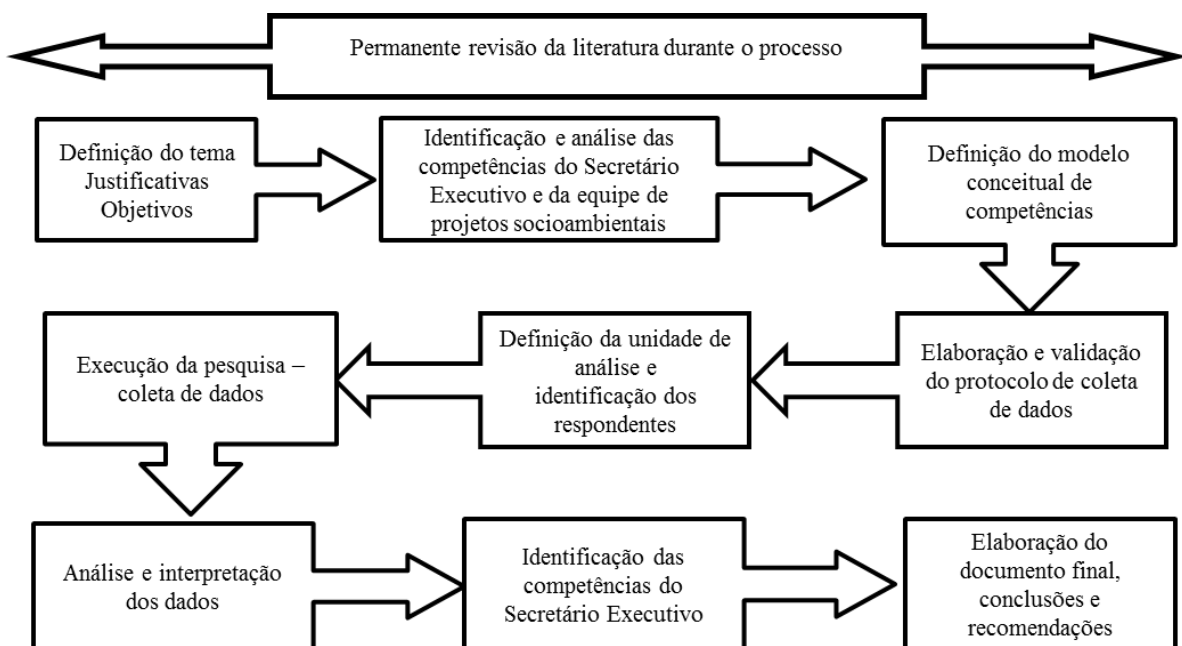 Permanente revisão da literatura durante o processo
Definição do tema
Justificativas
Objetivos
Identificação e análise das
competências do Secretário
Executivo e da equipe de
projetos socioambientais
Definição do modelo
conceitual de
competências
Execução da pesquisa –
coleta de dados
Definição da unidade de
análise e
identificação dos
respondentes
Elaboração e validação
do protocolo de coleta
de dados
Análise e interpretação
dos dados
Identificação das
competências do
Secretário Executivo
Elaboração do
documento final,
conclusões e
recomendações